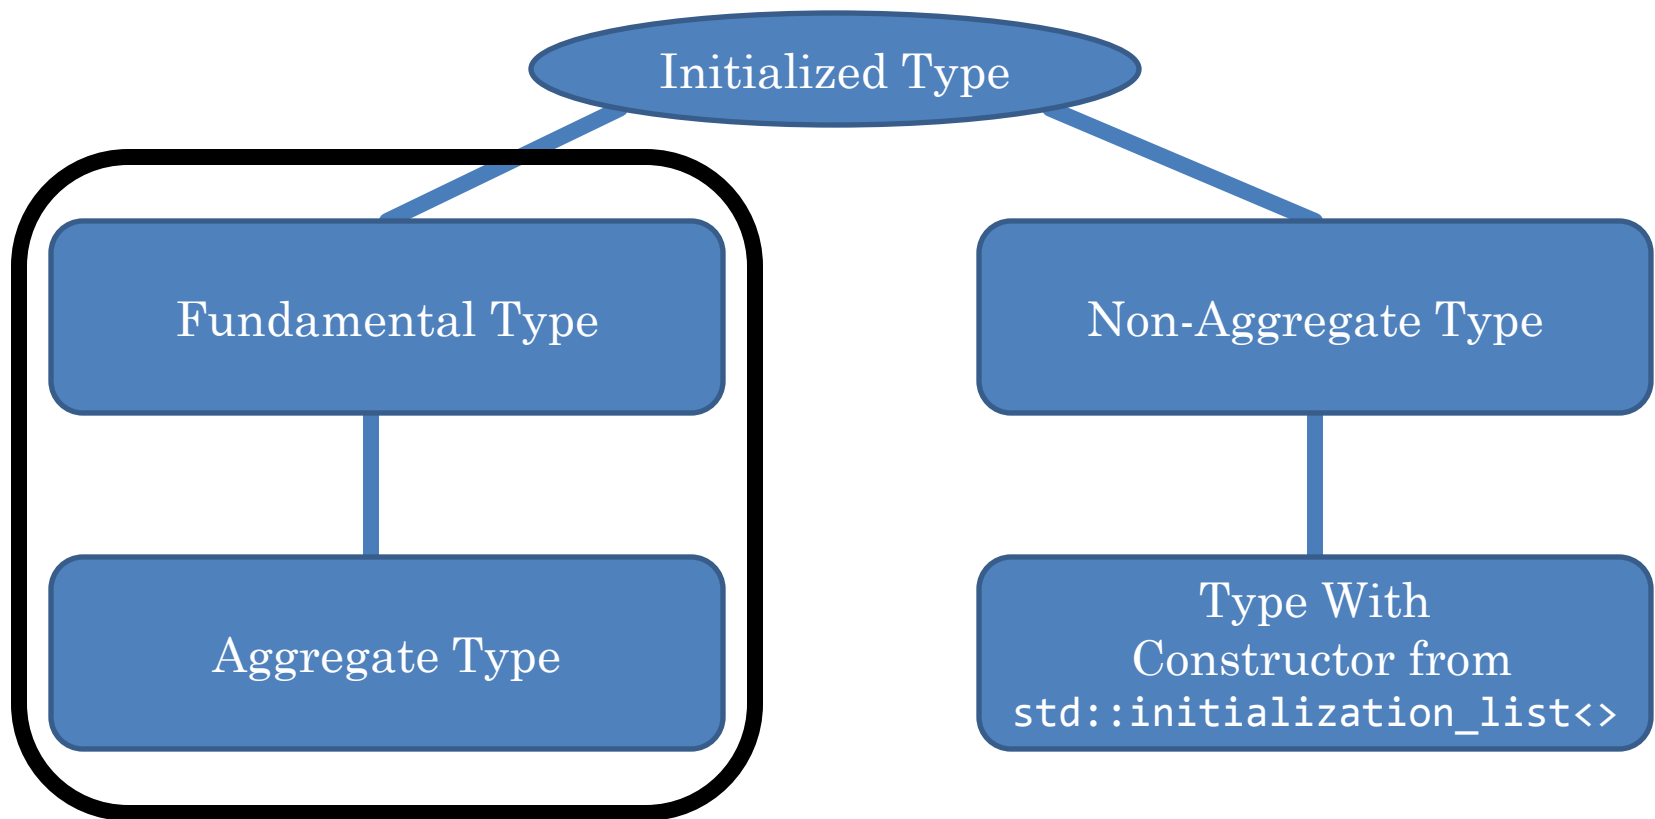 Initialized Type
Fundamental Type
Non-Aggregate Type
Aggregate Type
Type With
Constructor from
std::initialization_list<>